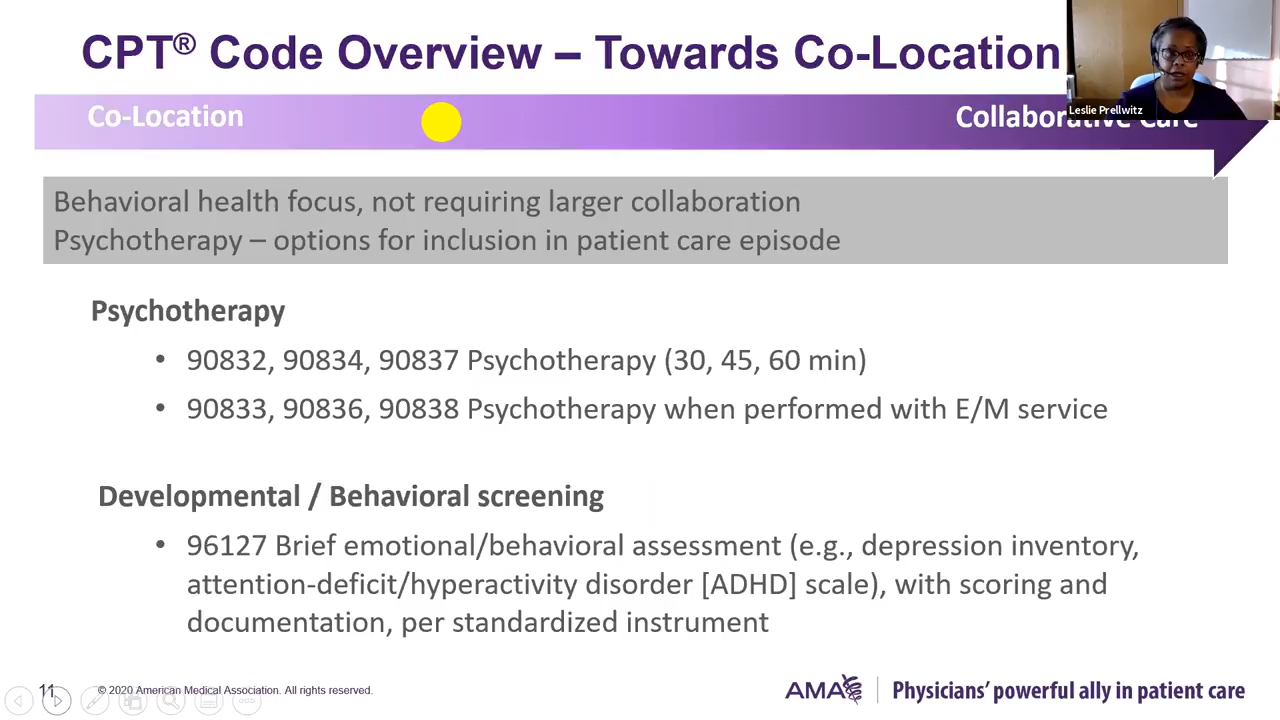 CPT® Code Overview – Towards Co-Location
Co-Location
Collaborative Care
Leslie Prellwitz
Behavioral health focus, not requiring larger collaboration
Psychotherapy – options for inclusion in patient care episode
Psychotherapy
• 90832, 90834, 90837 Psychotherapy (30, 45, 60 min)
• 90833, 90836, 90838 Psychotherapy when performed with E/M service
Developmental / Behavioral screening
• 96127 Brief emotional/behavioral assessment (e.g., depression inventory,
attention-deficit/hyperactivity disorder [ADHD] scale), with scoring and
documentation, per standardized instrument
11
© 2020 American Medical Association. All rights reserved.
AMA
Physicians’ powerful ally in patient care